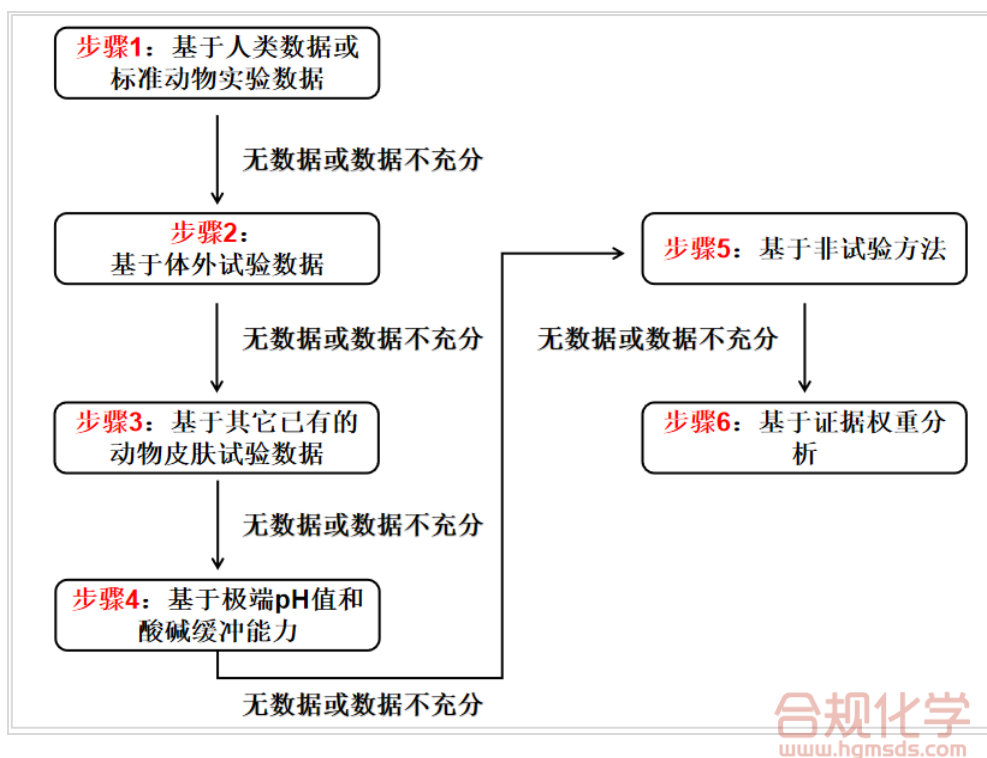 步骤1：基于人类数据或
标准动物实验数据
无数据或数据不充分
步骤2：
基于体外试验数据
无数据或数据不充分
步骤3：基于其它已有的
动物皮肤试验数据
无数据或数据不充分
步骤4：基于极端pH值和
酸碱缓冲能力
无数据或数据不充分
步骤5：基于非试验方法
无数据或数据不充分
步骤6：基于证据权重分
析
合规化学
www.hgmsds.com